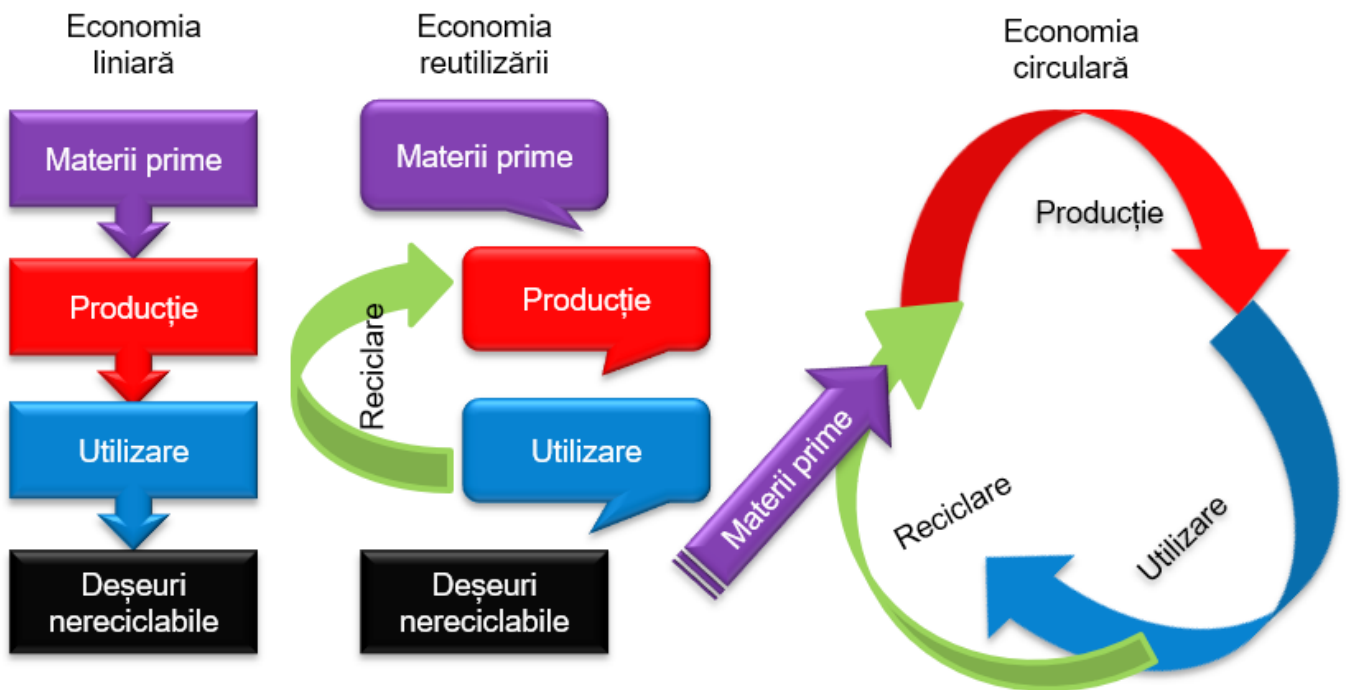 Economia
liniară
Materii prime
Producție
Utilizare
Deșeuri
nereciclabile
Economia
reutilizării
Materii prime
Producție
Reciclare
Utilizare
Deșeuri
nereciclabile
Economia
circulară
Producție
Materii prime
Reciclare
Utilizare